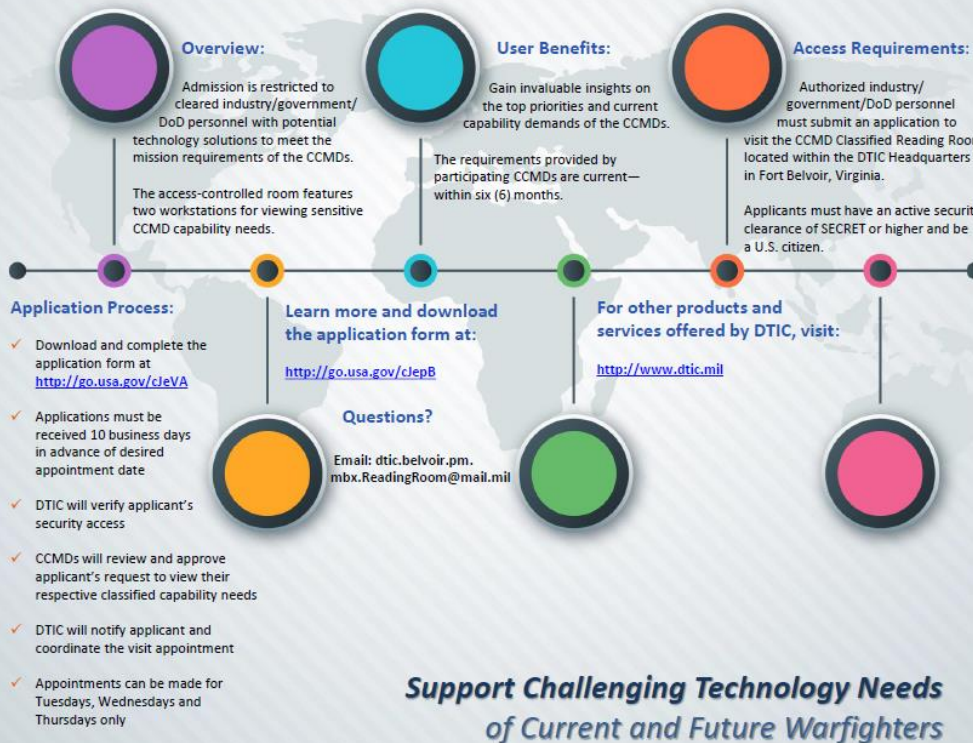 Overview:
Admission is restricted to
cleared industry/government/
DoD personnel with potential
technology solutions to meet the
mission requirements of the CCMDs.
The access-controlled room features
two workstations for viewing sensitive
CCMD capability needs.
User Benefits:
Gain invaluable insights on
the top priorities and current
capability demands of the CCMDs.
The requirements provided by
participating CCMDs are current—
within six (6) months.
Access Requirements:
Authorized industry/
government/DoD personnel
must submit an application to
visit the CCMD Classified Reading Roo
located within the DTIC Headquarters
in Fort Belvoir, Virginia.
Applicants must have an active securit
clearance of SECRET or higher and be
a U.S. citizen.
Application Process:
✓ Download and complete the
application form at
http://go.usa.gov/cJeVA
✓ Applications must be
received 10 business days
in advance of desired
appointment date
✓ DTIC will verify applicant's
security access
✓ CCMDs will review and approve
applicant's request to view their
respective classified capability needs
✓ DTIC will notify applicant and
coordinate the visit appointment
✓ Appointments can be made for
Tuesdays, Wednesdays and
Thursdays only
Learn more and download
the application form at:
http://go.usa.gov/cJepB
Questions?
Email: dtic.belvoir.pm.
mbx.ReadingRoom@mail.mil
For other products and
services offered by DTIC, visit:
http://www.dtic.mil
Support Challenging Technology Needs
of Current and Future Warfighters